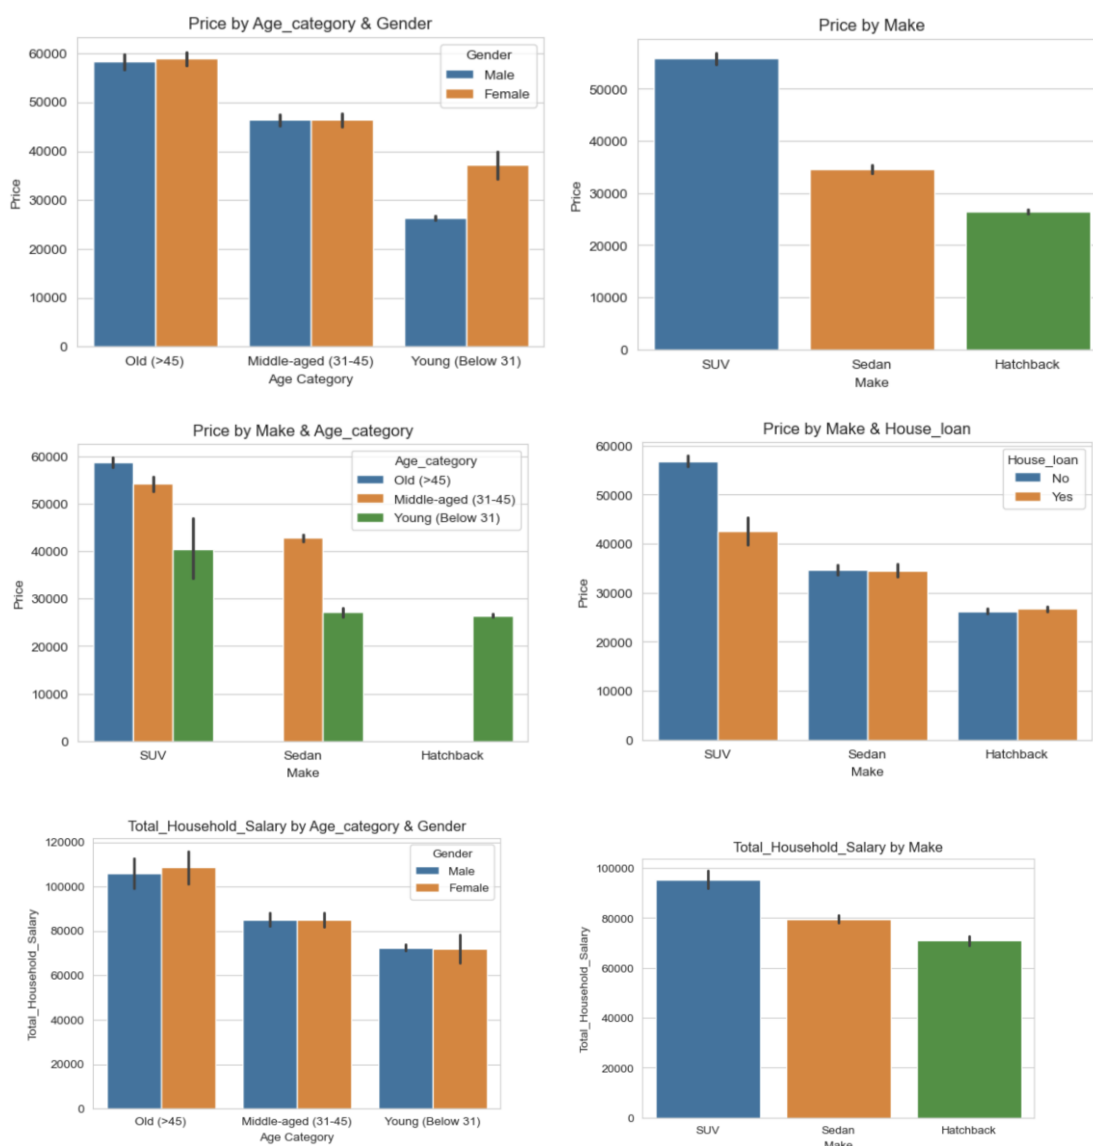 Price by Age_category & Gender
60000
50000
40000
30000
20000
10000
0
Price
Gender
Male
Female
Old (>45)
Middle-aged (31-45)
Young (Below 31)
Age Category
Price by Make
50000
40000
30000
20000
10000
0
Price
SUV
Sedan
Hatchback
Make
Price by Make & Age_category
60000
50000
40000
30000
20000
10000
0
Price
Age_category
Old (>45)
Middle-aged (31-45)
Young (Below 31)
SUV
Sedan
Hatchback
Make
Price by Make & House_loan
60000
50000
40000
30000
20000
10000
0
Price
House_loan
No
Yes
SUV
Sedan
Hatchback
Make
Total_Household_Salary by Age_category & Gender
120000
100000
80000
60000
40000
20000
0
Total_Household_Salary
Gender
Male
Female
Old (>45)
Middle-aged (31-45)
Young (Below 31)
Age Category
Total_Household_Salary by Make
100000
80000
60000
40000
20000
0
Total_Household_Salary
SUV
Sedan
Hatchback
Make